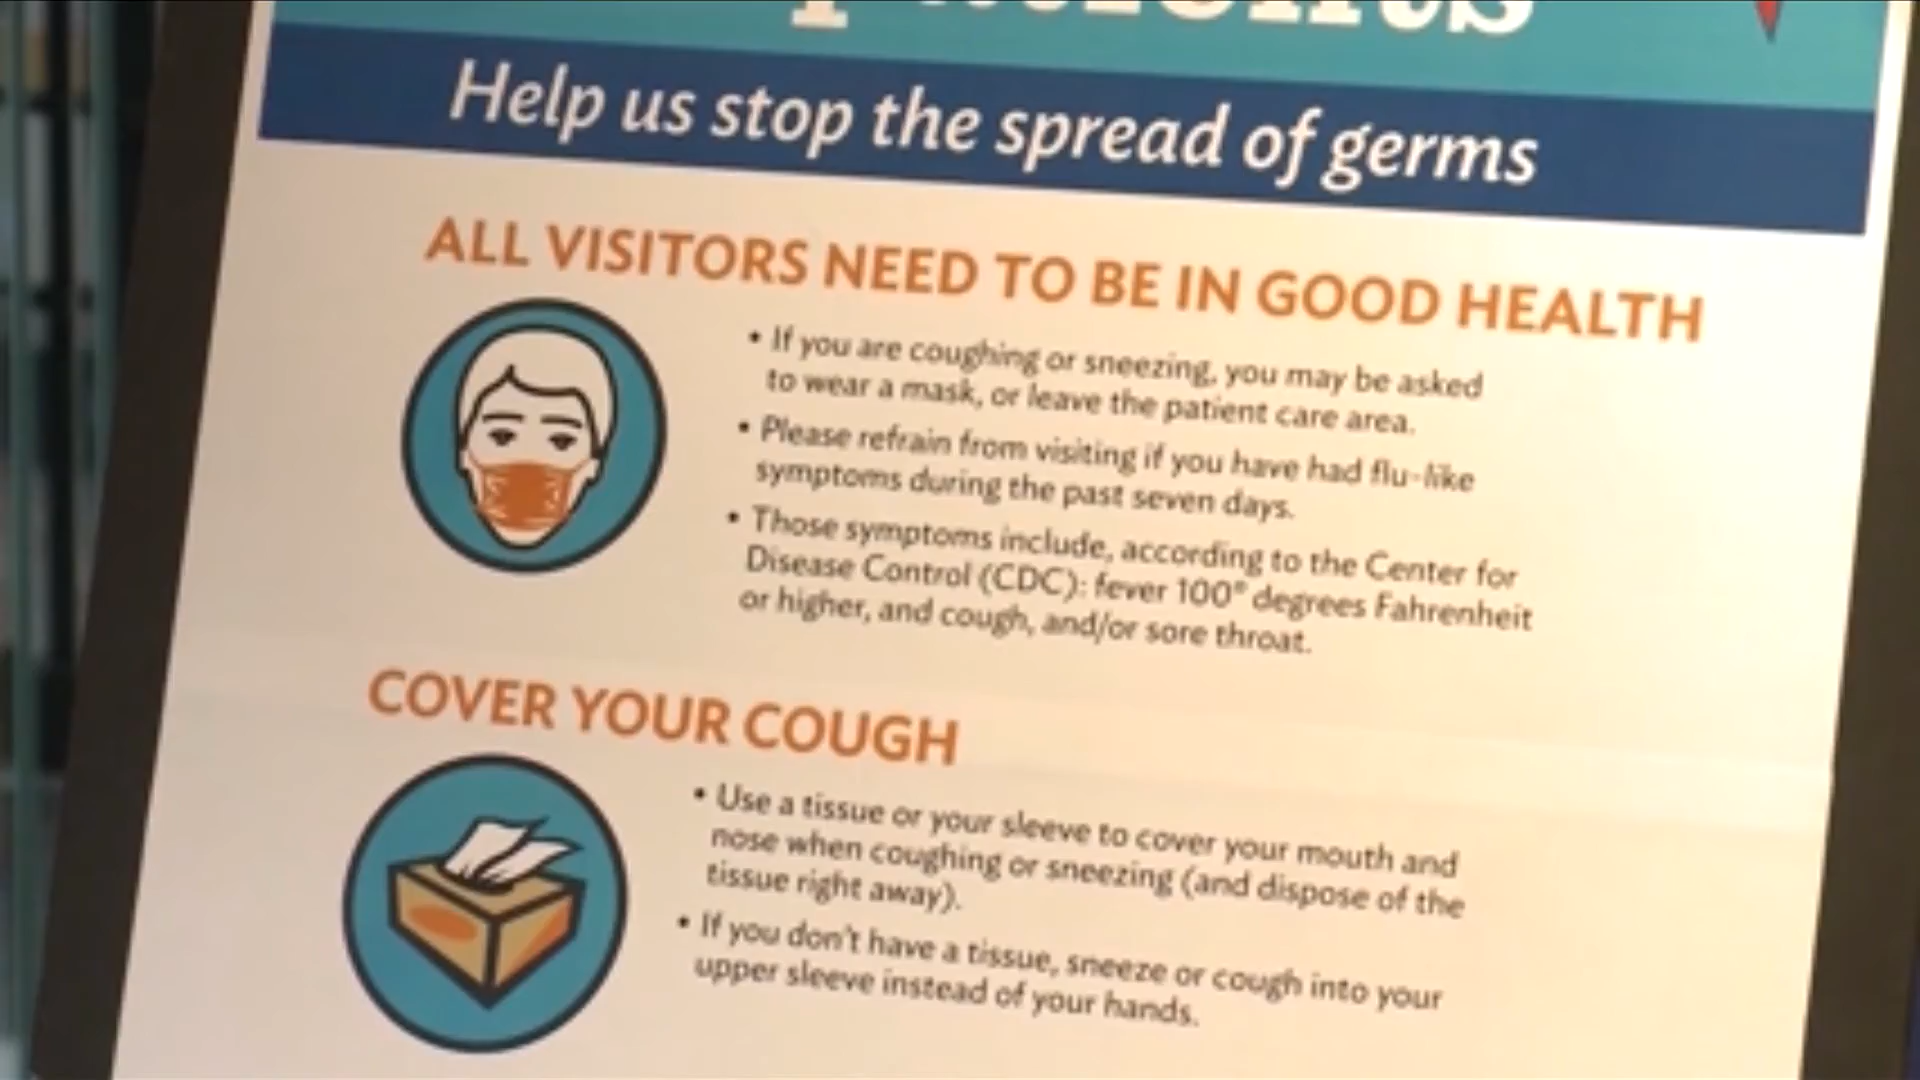 patients
Help us stop the spread of germs
ALL VISITORS NEED TO BE IN GOOD HEALTH
• If you are coughing or sneezing, you may be asked
to wear a mask, or leave the patient care area.
• Please refrain from visiting if you have had flu-like
symptoms during the past seven days.
• Those symptoms include, according to the Center for
Disease Control (CDC): fever 100° degrees Fahrenheit
or higher, and cough, and/or sore throat.
COVER YOUR COUGH
• Use a tissue or your sleeve to cover your mouth and
nose when coughing or sneezing (and dispose of the
tissue right away).
• If you don't have a tissue, sneeze or cough into your
upper sleeve instead of your hands.